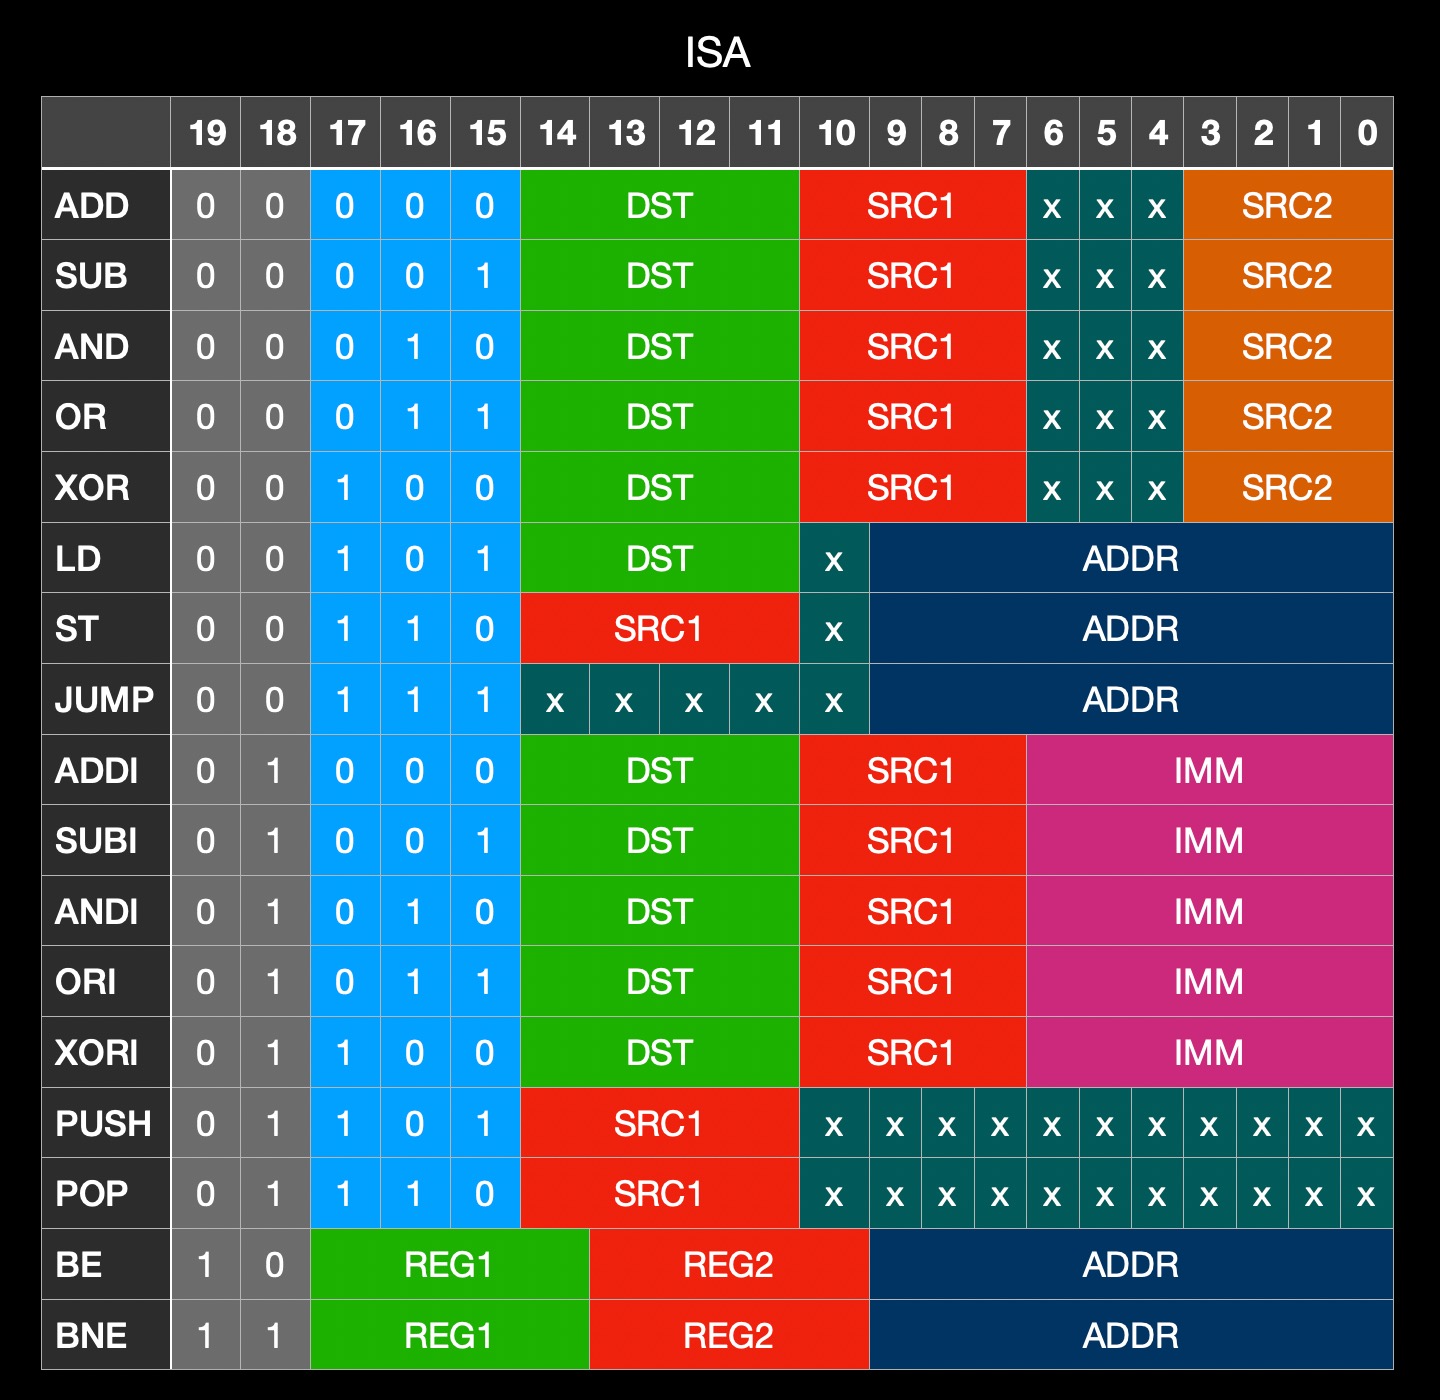 ISA
19 18 17 16 15 14 13 12 11 10 9 8 7 6 5 4 3 2 1 0
ADD 0 0 0 0 0 DST SRC1 x x x SRC2
SUB 0 0 0 0 1 DST SRC1 x x x SRC2
AND 0 0 0 1 0 DST SRC1 x x x SRC2
OR 0 0 0 1 1 DST SRC1 x x x SRC2
XOR 0 0 1 0 0 DST SRC1 x x x SRC2
LD 0 0 1 0 1 DST x ADDR
ST 0 0 1 1 0 SRC1 x ADDR
JUMP 0 0 1 1 1 x x x x x ADDR
ADDI 0 1 0 0 0 DST SRC1 IMM
SUBI 0 1 0 0 1 DST SRC1 IMM
ANDI 0 1 0 1 0 DST SRC1 IMM
ORI 0 1 0 1 1 DST SRC1 IMM
XORI 0 1 1 0 0 DST SRC1 IMM
PUSH 0 1 1 0 1 SRC1 x x x x x x x x x x x
POP 0 1 1 1 0 SRC1 x x x x x x x x x x x
BE 1 0 REG1 REG2 ADDR
BNE 1 1 REG1 REG2 ADDR